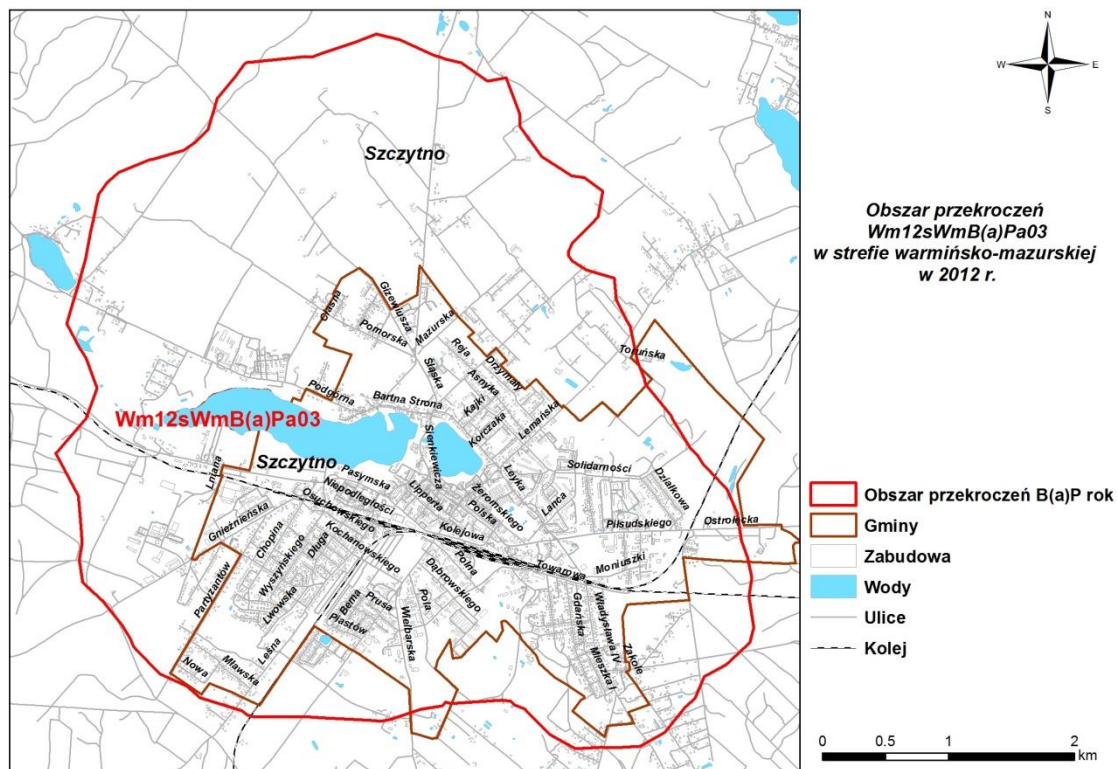 Szczytno
Ciasna
Gizewiusza
Pomorska
Mazurska
Reja
Drzymały
Toruńska
Śląska
Asnyka
Podgórna
Bartna Strona
Kajki
Korczaka
Lemańska
Wm12sWmB(a)Pa03
Sienkiewicza
Szczytno
Lniana
Pasymska
Niepodległości
Osuchowskiego
Lipperta
Żeromskiego
Polska
Leyka
Lanca
Solidarności
Działkowa
Gnieźnieńska
Chopina
Wyszyńskiego
Długa
Kochanowskiego
Kolejowa
Piłsudskiego
Ostrołęcka
Partyzantów
Lwowska
Polna
Dąbrowskiego
Towarowa
Moniuszki
Bema
Prusa
Piastów
Pola
Wielbarska
Gdańska
Władysława IV
Mieszka I
Zakole
Leśna
Nowa
Mławska
N
W
E
S
Obszar przekroczeń
Wm12sWmB(a)Pa03
w strefie warmińsko-mazurskiej
w 2012 r.
Obszar przekroczeń B(a)P rok
Gminy
Zabudowa
Wody
Ulice
Kolej
0 0.5 1 2
km